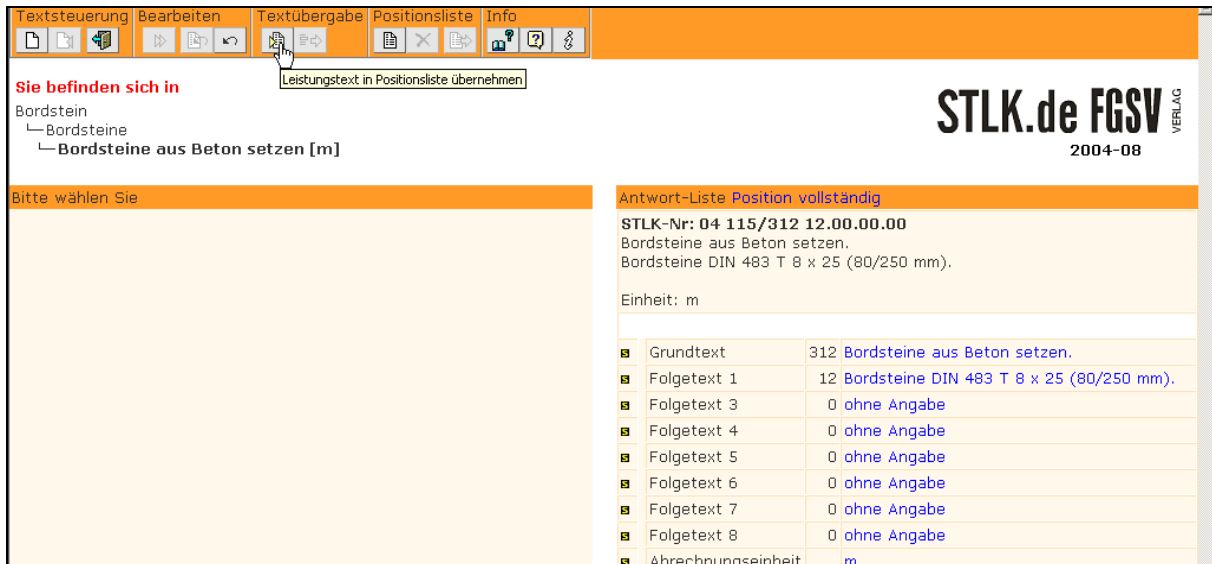 Textsteuerung Bearbeiten Textübergabe Positionsliste Info
Leistungstext in Positionsliste übernehmen
Sie befinden sich in
Bordstein
Bordsteine
Bordsteine aus Beton setzen [m]
STLK.de FGSV VERLAG
2004-08
Bitte wählen Sie
Antwort-Liste Position vollständig
STLK-Nr: 04 115/312 12.00.00.00
Bordsteine aus Beton setzen.
Bordsteine DIN 483 T 8 x 25 (80/250 mm).
Einheit: m
S Grundtext 312 Bordsteine aus Beton setzen.
S Folgetext 1 12 Bordsteine DIN 483 T 8 x 25 (80/250 mm).
S Folgetext 3 0 ohne Angabe
S Folgetext 4 0 ohne Angabe
S Folgetext 5 0 ohne Angabe
S Folgetext 6 0 ohne Angabe
S Folgetext 7 0 ohne Angabe
S Folgetext 8 0 ohne Angabe
S Abrechnungseinheit m